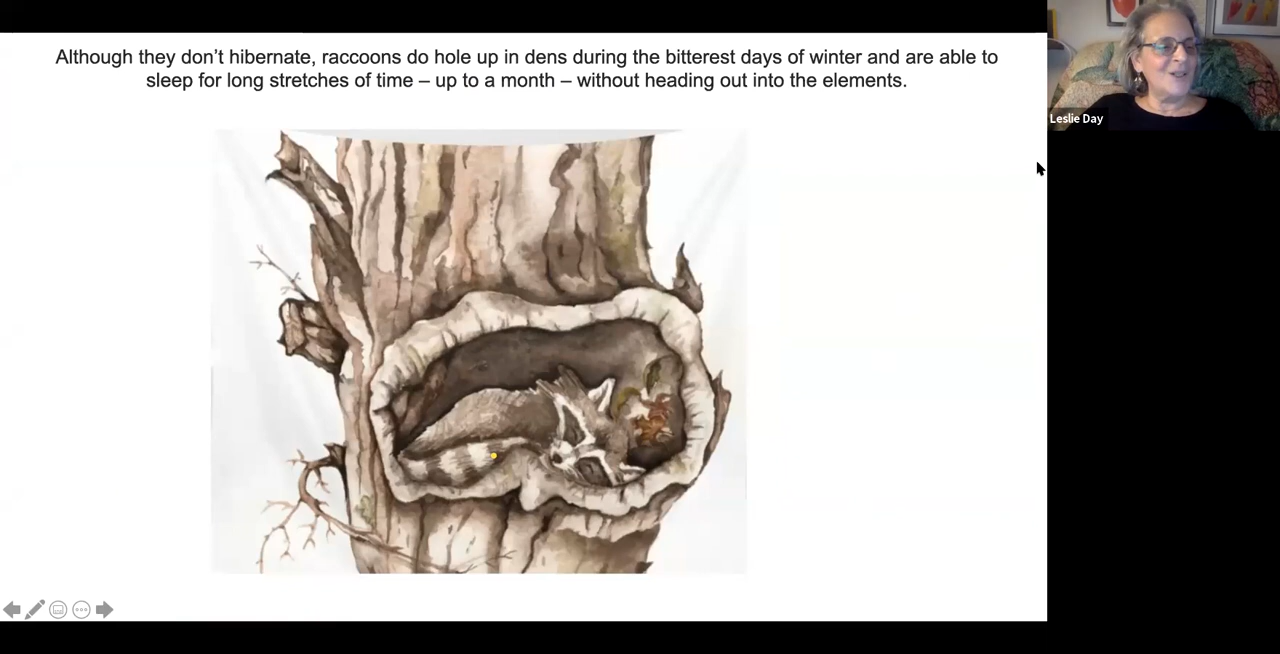 Although they don’t hibernate, raccoons do hole up in dens during the bitterest days of winter and are able to
sleep for long stretches of time – up to a month – without heading out into the elements.
Leslie Day